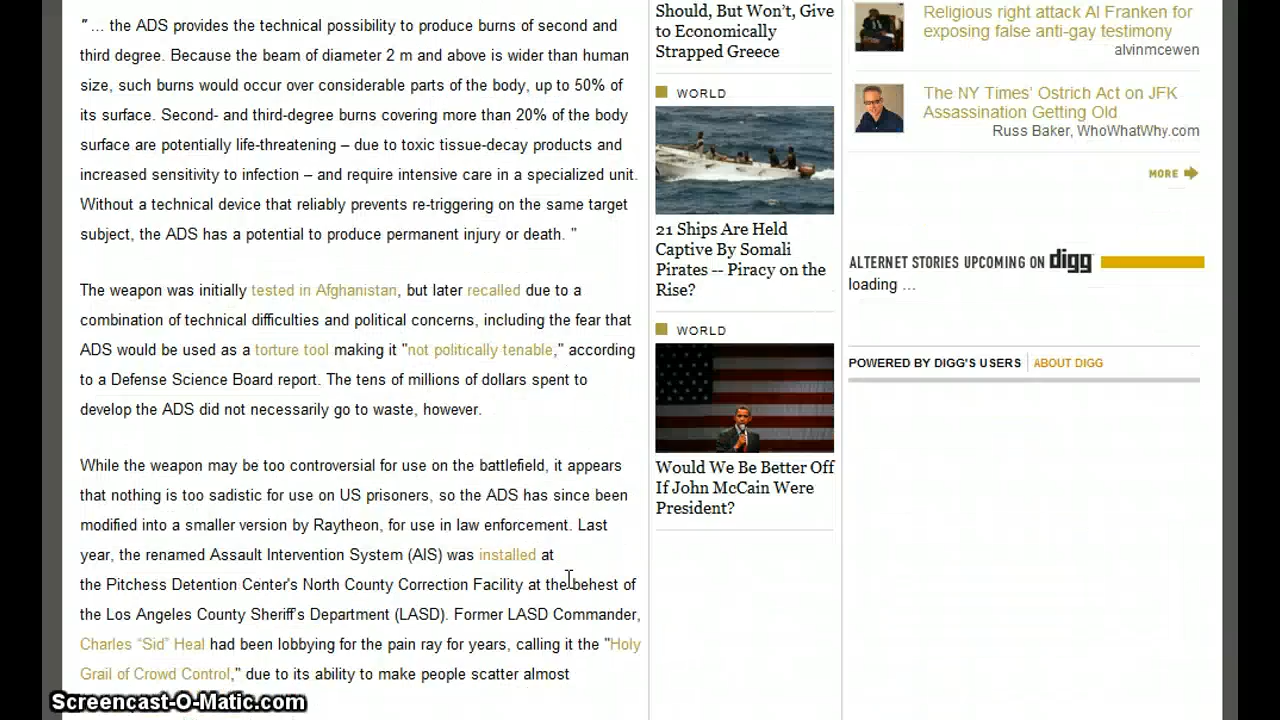 " ... the ADS provides the technical possibility to produce burns of second and
third degree. Because the beam of diameter 2 m and above is wider than human
size, such burns would occur over considerable parts of the body, up to 50% of
its surface. Second- and third-degree burns covering more than 20% of the body
surface are potentially life-threatening – due to toxic tissue-decay products and
increased sensitivity to infection – and require intensive care in a specialized unit.
Without a technical device that reliably prevents re-triggering on the same target
subject, the ADS has a potential to produce permanent injury or death. "
The weapon was initially tested in Afghanistan, but later recalled due to a
combination of technical difficulties and political concerns, including the fear that
ADS would be used as a torture tool making it "not politically tenable," according
to a Defense Science Board report. The tens of millions of dollars spent to
develop the ADS did not necessarily go to waste, however.
While the weapon may be too controversial for use on the battlefield, it appears
that nothing is too sadistic for use on US prisoners, so the ADS has since been
modified into a smaller version by Raytheon, for use in law enforcement. Last
year, the renamed Assault Intervention System (AIS) was installed at
the Pitchess Detention Center's North County Correction Facility at the behest of
the Los Angeles County Sheriff's Department (LASD). Former LASD Commander,
Charles “Sid” Heal had been lobbying for the pain ray for years, calling it the "Holy
Grail of Crowd Control," due to its ability to make people scatter almost
Should, But Won't, Give
to Economically
Strapped Greece
WORLD
21 Ships Are Held
Captive By Somali
Pirates -- Piracy on the
Rise?
WORLD
Would We Be Better Off
If John McCain Were
President?
Religious right attack Al Franken for
exposing false anti-gay testimony
alvinmcewen
The NY Times' Ostrich Act on JFK
Assassination Getting Old
Russ Baker, WhoWhatWhy.com
MORE
ALTERNET STORIES UPCOMING ON digg
loading ...
POWERED BY DIGG'S USERS ABOUT DIGG
Screencast-O-Matic.com